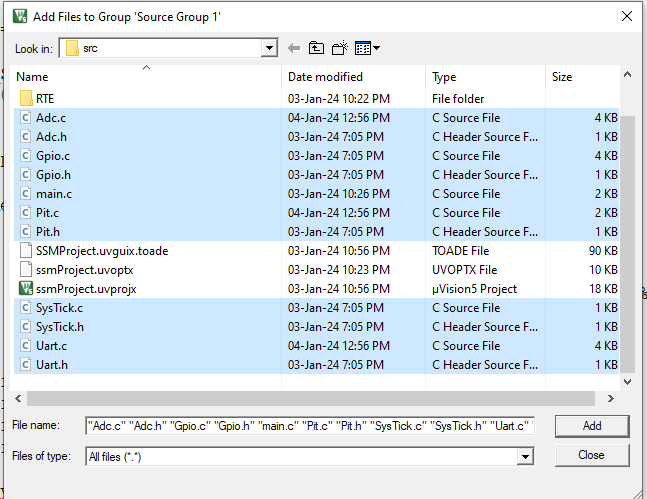 Add Files to Group 'Source Group 1'
Look in: src
Name Date modified Type Size
RTE 03-Jan-24 10:22 PM File folder
Adc.c 04-Jan-24 12:56 PM C Source File 4 KB
Adc.h 03-Jan-24 7:05 PM C Header Source F... 1 KB
Gpio.c 03-Jan-24 7:05 PM C Source File 4 KB
Gpio.h 03-Jan-24 7:05 PM C Header Source F... 1 KB
main.c 03-Jan-24 10:26 PM C Source File 2 KB
Pit.c 04-Jan-24 12:56 PM C Source File 2 KB
Pit.h 03-Jan-24 7:05 PM C Header Source F... 1 KB
SSMProject.uvguix.toade 03-Jan-24 10:56 PM TOADE File 90 KB
ssmProject.uvoptx 03-Jan-24 10:23 PM UVOPTX File 10 KB
ssmProject.uvprojx 03-Jan-24 10:56 PM µVision5 Project 18 KB
SysTick.c 03-Jan-24 7:05 PM C Source File 1 KB
SysTick.h 03-Jan-24 7:05 PM C Header Source F... 1 KB
Uart.c 04-Jan-24 12:56 PM C Source File 4 KB
Uart.h 03-Jan-24 7:05 PM C Header Source F... 1 KB
File name: "Adc.c" "Adc.h" "Gpio.c" "Gpio.h" "main.c" "Pit.c" "Pit.h" "SysTick.c" "SysTick.h" "Uart.c" " Add
Files of type: All files (*.*) Close